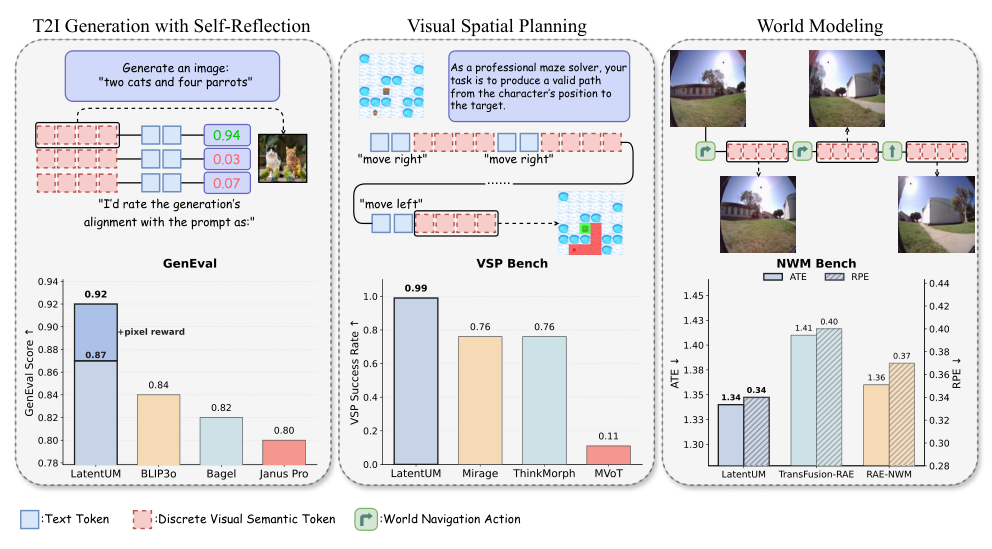 T2I Generation with Self-Reflection
Generate an image:
"two cats and four parrots"
0.94
0.03
0.07
"I'd rate the generation's
alignment with the prompt as:"
GenEval
GenEval Score ↑
0.94
0.92
0.90
0.88
0.86
0.84
0.82
0.80
0.78
0.92
+pixel reward
0.87
0.84
0.82
0.80
LatentUM
BLIP3o
Bagel
Janus Pro
Visual Spatial Planning
As a professional maze solver, your
task is to produce a valid path
from the character's position to
the target.
"move right"
"move right"
......
"move left"
VSP Bench
VSP Success Rate ↑
1.0
0.8
0.6
0.4
0.2
0.0
0.99
0.76
0.76
0.11
LatentUM
Mirage
ThinkMorph
MVoT
World Modeling
NWM Bench
ATE
RPE
ATE ↓
1.45
1.43
1.40
1.38
1.35
1.33
1.30
1.34
0.34
1.41
0.40
1.36
0.37
RPE ↓
0.44
0.42
0.40
0.38
0.36
0.34
0.32
0.30
0.28
LatentUM
TransFusion-RAE
RAE-NWM
:Text Token
:Discrete Visual Semantic Token
:World Navigation Action